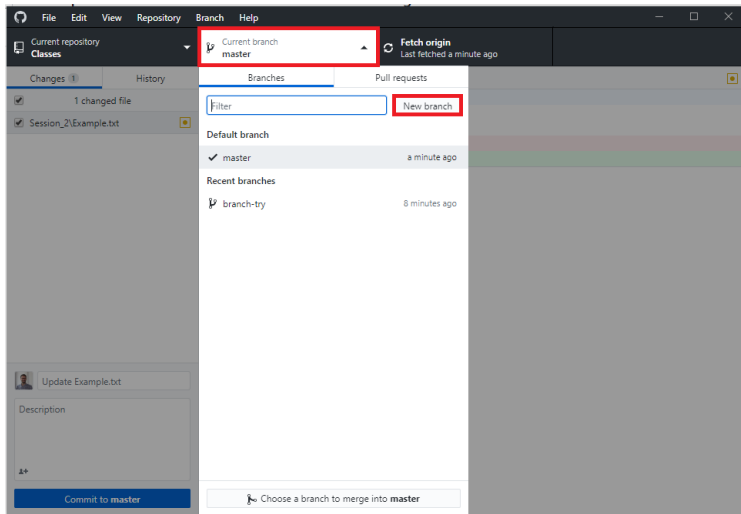 File Edit View Repository Branch Help
Current repository
Classes
Current branch
master
Fetch origin
Last fetched a minute ago
Changes 1 History
Branches Pull requests
1 changed file
Filter
New branch
Session_2\Example.txt
Default branch
master a minute ago
Recent branches
branch-try 8 minutes ago
Update Example.txt
Description
Commit to master
Choose a branch to merge into master